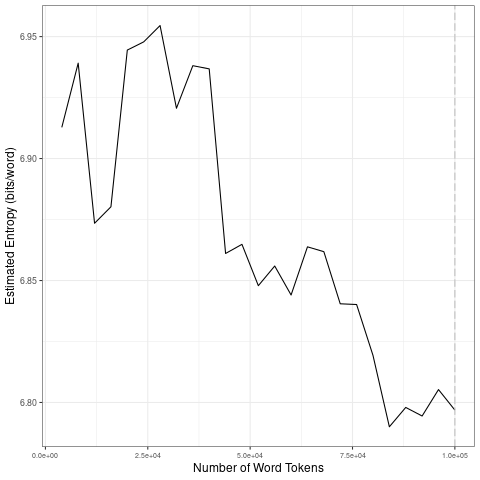 Estimated Entropy (bits/word)
6.95
6.90
6.85
6.80
0.0e+00 2.5e+04 5.0e+04 7.5e+04 1.0e+05
Number of Word Tokens